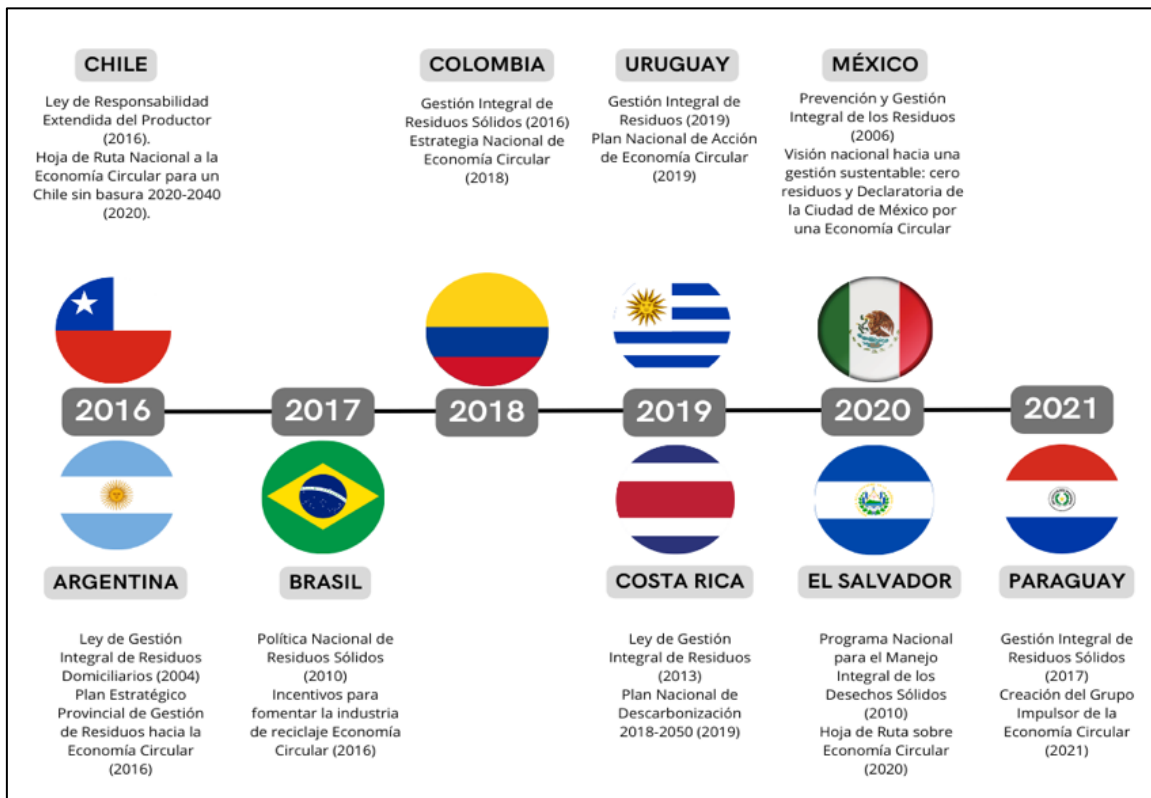 CHILE
Ley de Responsabilidad
Extendida del Productor
(2016).
Hoja de Ruta Nacional a la
Economía Circular para un
Chile sin basura 2020-2040
(2020).
COLOMBIA
Gestión Integral de
Residuos Sólidos (2016)
Estrategia Nacional de
Economía Circular
(2018)
URUGUAY
Gestión Integral de
Residuos (2019)
Plan Nacional de Acción
de Economía Circular
(2019)
MÉXICO
Prevención y Gestión
Integral de los Residuos
(2006)
Visión nacional hacia una
gestión sustentable: cero
residuos y Declaratoria de
la Ciudad de México por
una Economía Circular
2016
2017
2018
2019
2020
2021
ARGENTINA
Ley de Gestión
Integral de Residuos
Domiciliarios (2004)
Plan Estratégico
Provincial de Gestión
de Residuos hacia la
Economía Circular
(2016)
BRASIL
Política Nacional de
Residuos Sólidos
(2010)
Incentivos para
fomentar la industria
de reciclaje Economía
Circular (2016)
COSTA RICA
Ley de Gestión
Integral de Residuos
(2013)
Plan Nacional de
Descarbonización
2018-2050 (2019)
EL SALVADOR
Programa Nacional
para el Manejo
Integral de los
Desechos Sólidos
(2010)
Hoja de Ruta sobre
Economía Circular
(2020)
PARAGUAY
Gestión Integral de
Residuos Sólidos
(2017)
Creación del Grupo
Impulsor de la
Economía Circular
(2021)